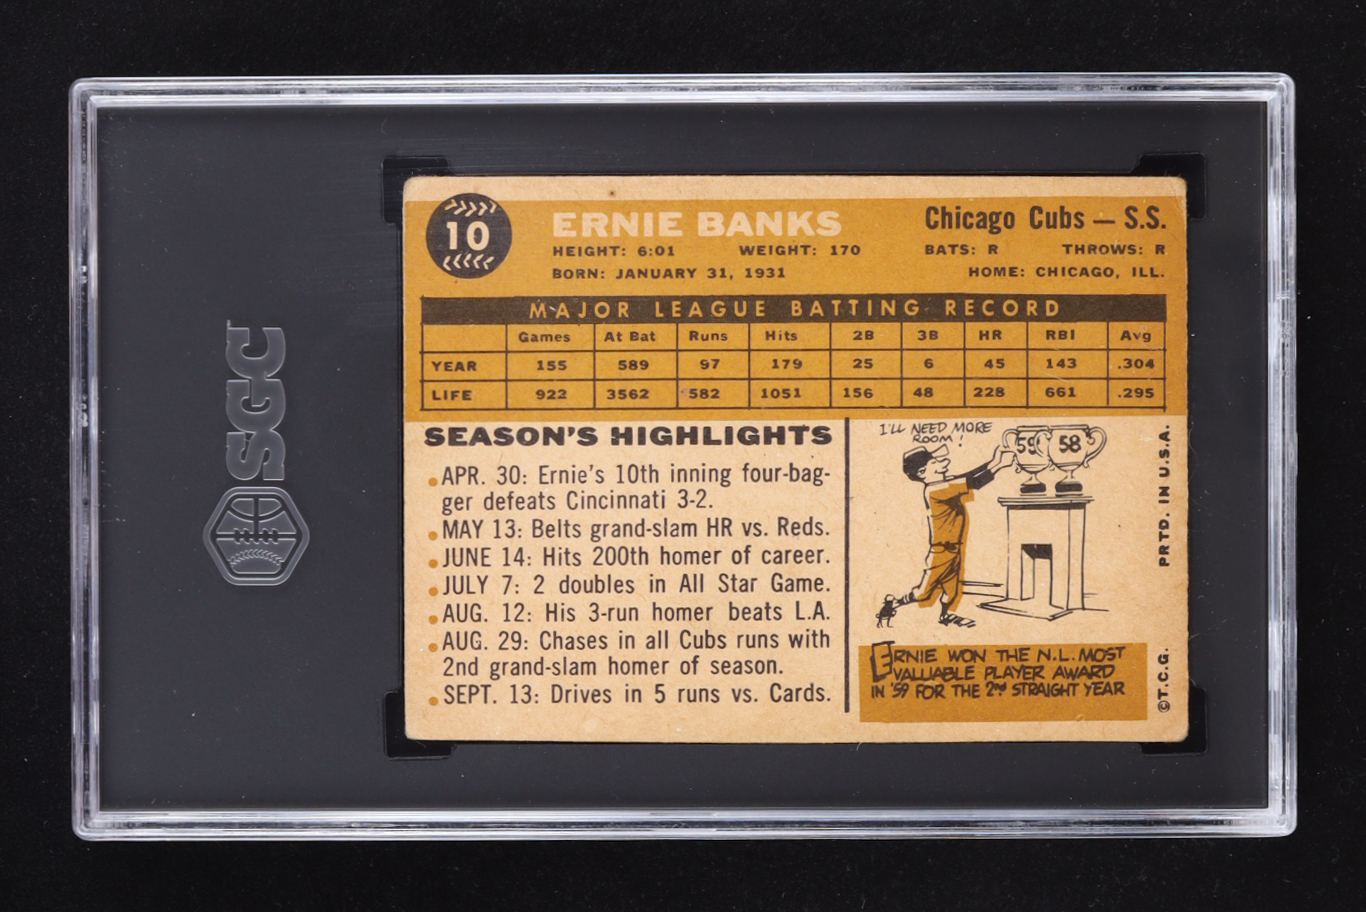 SGC
10
ERNIE BANKS
Chicago Cubs — S.S.
HEIGHT: 6:01 WEIGHT: 170 BATS: R THROWS: R
BORN: JANUARY 31, 1931 HOME: CHICAGO, ILL.
MAJOR LEAGUE BATTING RECORD
Games At Bat Runs Hits 2B 3B HR RBI Avg
YEAR 155 589 97 179 25 6 45 143 .304
LIFE 922 3562 582 1051 156 48 228 661 .295
SEASON'S HIGHLIGHTS
APR. 30: Ernie's 10th inning four-bag-
ger defeats Cincinnati 3-2.
MAY 13: Belts grand-slam HR vs. Reds.
JUNE 14: Hits 200th homer of career.
JULY 7: 2 doubles in All Star Game.
AUG. 12: His 3-run homer beats L.A.
AUG. 29: Chases in all Cubs runs with
2nd grand-slam homer of season.
SEPT. 13: Drives in 5 runs vs. Cards.
I'LL NEED MORE
ROOM!
59 58
ERNIE WON THE N.L. MOST
VALUABLE PLAYER AWARD
IN '59 FOR THE 2ND STRAIGHT YEAR
©T.C.G. PRTD. IN U.S.A.